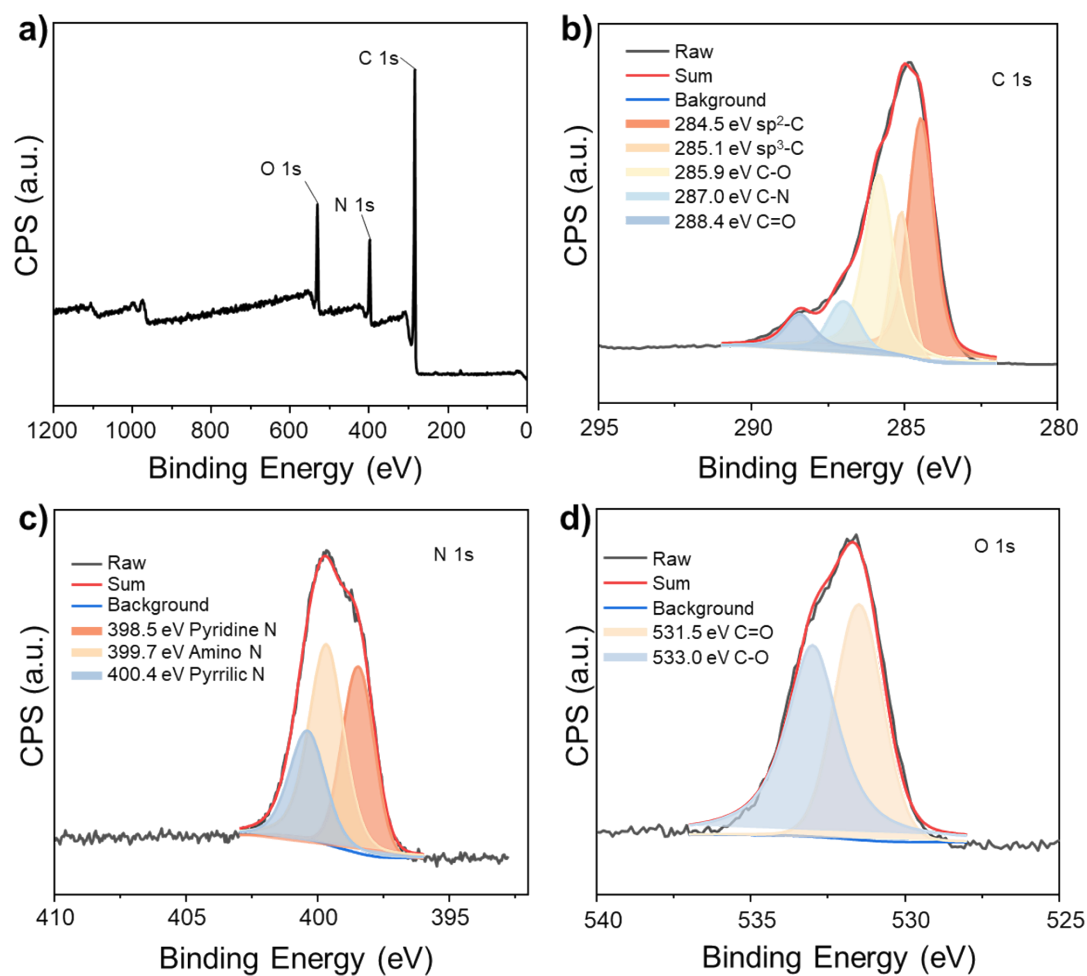 a)
C 1s
O 1s
N 1s
CPS (a.u.)
1200 1000 800 600 400 200 0
Binding Energy (eV)
b)
Raw
Sum
Bakground
284.5 eV sp²-C
285.1 eV sp³-C
285.9 eV C-O
287.0 eV C-N
288.4 eV C=O
C 1s
CPS (a.u.)
295 290 285 280
Binding Energy (eV)
c)
Raw
Sum
Background
398.5 eV Pyridine N
399.7 eV Amino N
400.4 eV Pyrrilic N
N 1s
CPS (a.u.)
410 405 400 395
Binding Energy (eV)
d)
Raw
Sum
Background
531.5 eV C=O
533.0 eV C-O
O 1s
CPS (a.u.)
540 535 530 525
Binding Energy (eV)